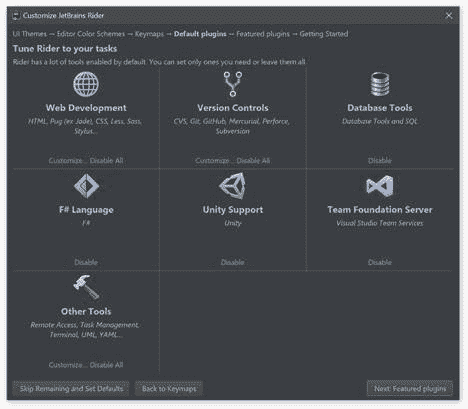 Customize JetBrains Rider
UI Themes → Editor Color Schemes → Keymaps → Default plugins → Featured plugins → Getting Started
Tune Rider to your tasks
Rider has a lot of tools enabled by default. You can set only ones you need or leave them all.
Web Development
HTML, Pug (ex Jade), CSS, Less, Sass,
Stylus...
Customize... Disable All
Version Controls
CVS, Git, GitHub, Mercurial, Perforce,
Subversion
Customize... Disable All
Database Tools
Database Tools and SQL
Disable
F# Language
F#
Disable
Unity Support
Unity
Disable
Team Foundation Server
Visual Studio Team Services
Disable
Other Tools
Remote Access, Task Management,
Terminal, UML, YAML...
Customize... Disable All
Skip Remaining and Set Defaults
Back to Keymaps
Next: Featured plugins